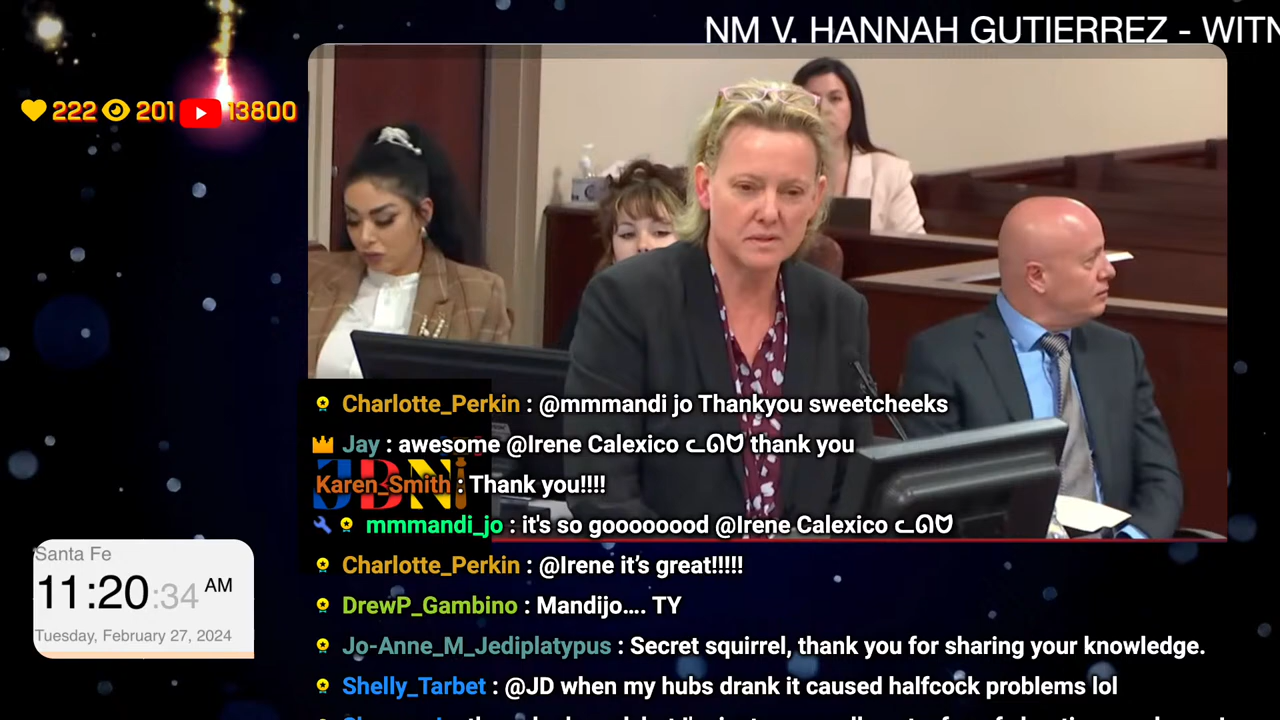 NM V. HANNAH GUTIERREZ - WITN
222 201 13800
Charlotte_Perkin : @mmmandi jo Thankyou sweetcheeks
Jay : awesome @Irene Calexico ᓚᘏᗢ thank you
JBNi
Karen_Smith : Thank you!!!!
mmmandi_jo : it's so goooooood @Irene Calexico ᓚᘏᗢ
Charlotte_Perkin : @Irene it’s great!!!!!
DrewP_Gambino : Mandijo.... TY
Jo-Anne_M_Jediplatypus : Secret squirrel, thank you for sharing your knowledge.
Shelly_Tarbet : @JD when my hubs drank it caused halfcock problems lol
Santa Fe
11:20:34 AM
Tuesday, February 27, 2024